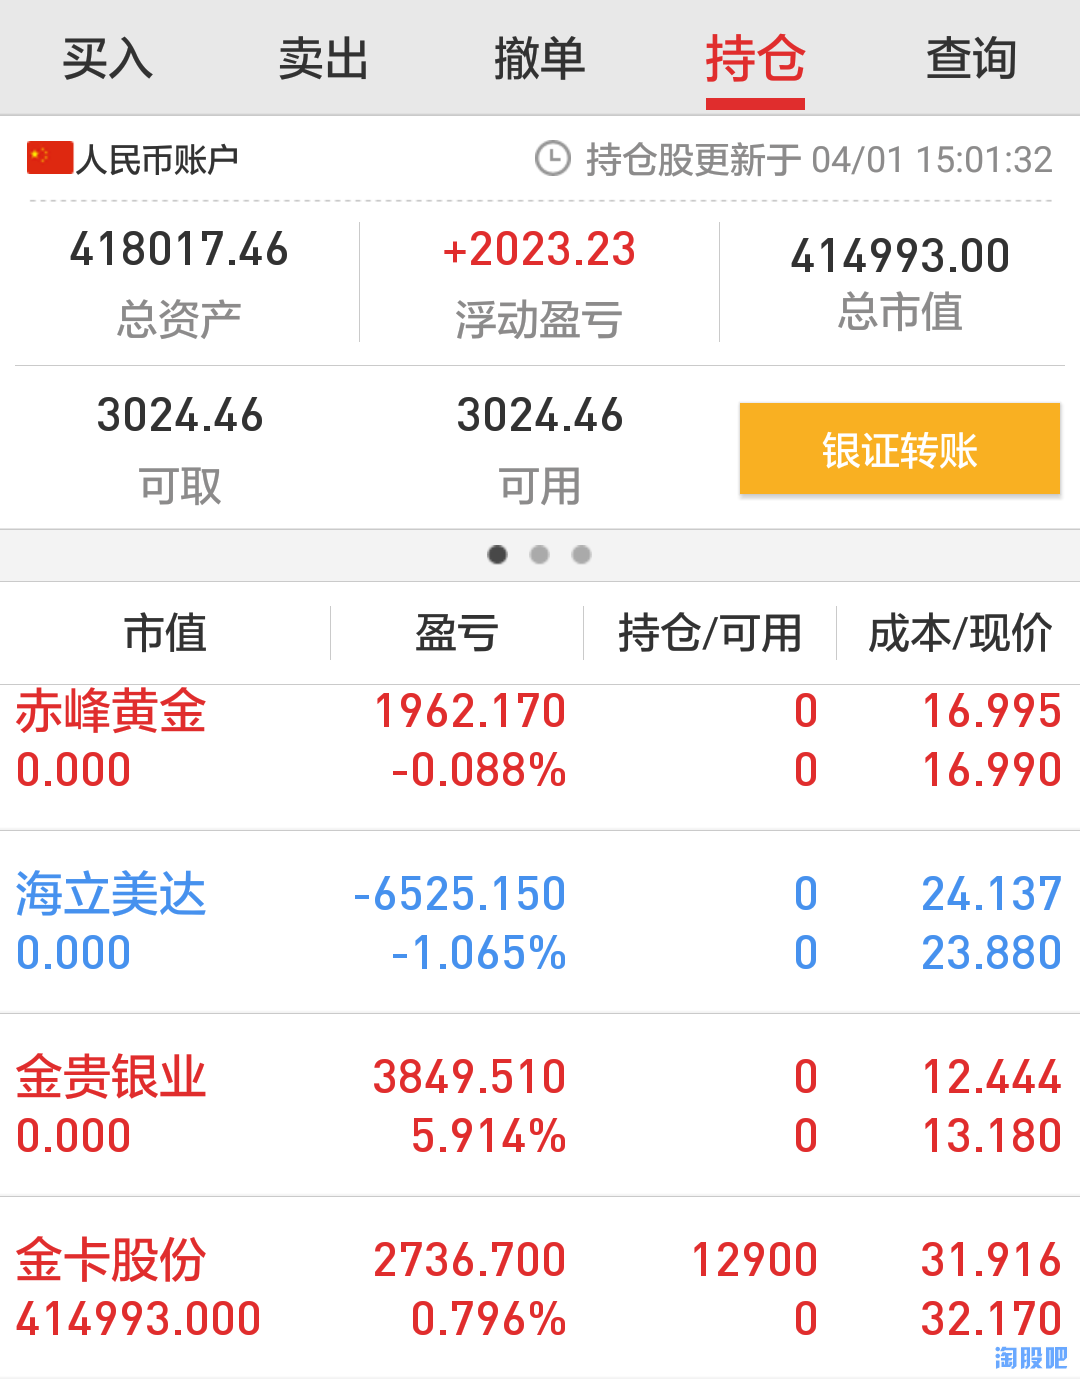 买入 卖出 撤单 持仓 查询
人民币账户 持仓股更新于 04/01 15:01:32
418017.46 +2023.23 414993.00
总资产 浮动盈亏 总市值
3024.46 3024.46
可取 可用 银证转账
市值 盈亏 持仓/可用 成本/现价
赤峰黄金 1962.170 0 16.995
0.000 -0.088% 0 16.990
海立美达 -6525.150 0 24.137
0.000 -1.065% 0 23.880
金贵银业 3849.510 0 12.444
0.000 5.914% 0 13.180
金卡股份 2736.700 12900 31.916
414993.000 0.796% 0 32.170
淘股吧